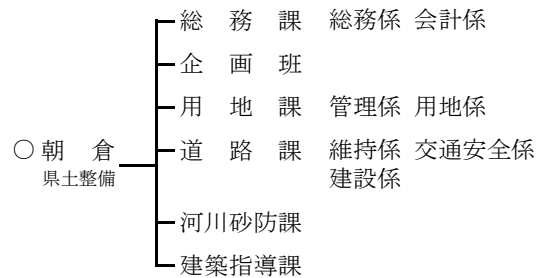 総務課 総務係 会計係
企画班
用地課 管理係 用地係
○朝倉 道路課 維持係 交通安全係
県土整備 建設係
河川砂防課
建築指導課